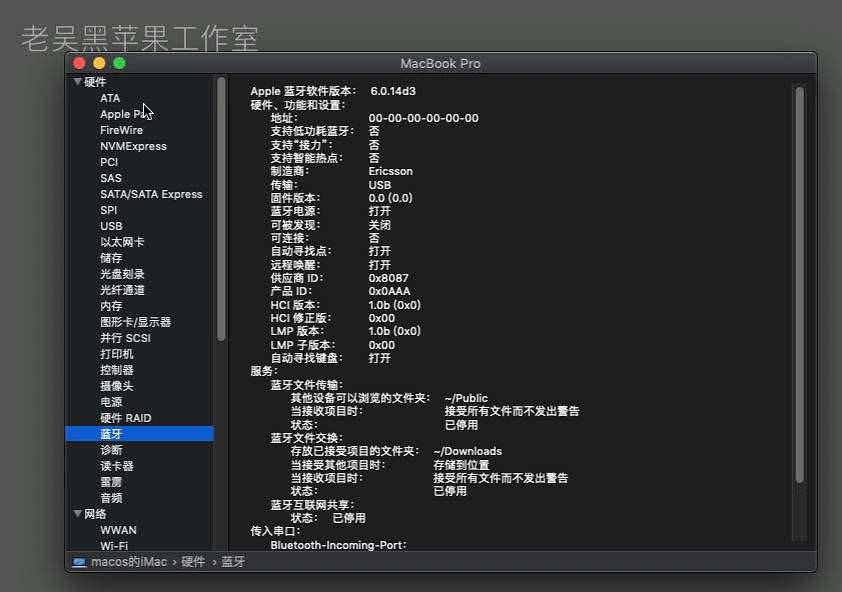 老吴黑苹果工作室
MacBook Pro
硬件
ATA
Apple Pay
FireWire
NVMExpress
PCI
SAS
SATA/SATA Express
SPI
USB
以太网卡
储存
光盘刻录
光纤通道
内存
图形卡/显示器
并行 SCSI
打印机
控制器
摄像头
电源
硬件 RAID
蓝牙
诊断
读卡器
雷雳
音频
网络
WWAN
Wi-Fi
Apple 蓝牙软件版本: 6.0.14d3
硬件、功能和设置:
地址: 00-00-00-00-00-00
支持低功耗蓝牙: 否
支持“接力”: 否
支持智能热点: 否
制造商: Ericsson
传输: USB
固件版本: 0.0 (0.0)
蓝牙电源: 打开
可被发现: 关闭
可连接: 否
自动寻找点: 打开
远程唤醒: 打开
供应商 ID: 0x8087
产品 ID: 0x0AAA
HCI 版本: 1.0b (0x0)
HCI 修正版: 0x00
LMP 版本: 1.0b (0x0)
LMP 子版本: 0x00
自动寻找键盘: 打开
服务:
蓝牙文件传输:
其他设备可以浏览的文件夹: ~/Public
当接收项目时: 接受所有文件而不发出警告
状态: 已停用
蓝牙文件交换:
存放已接受项目的文件夹: ~/Downloads
当接受其他项目时: 存储到位置
当接收项目时: 接受所有文件而不发出警告
状态: 已停用
蓝牙互联网共享:
状态: 已停用
传入串口:
Bluetooth-Incoming-Port:
macos的iMac › 硬件 › 蓝牙